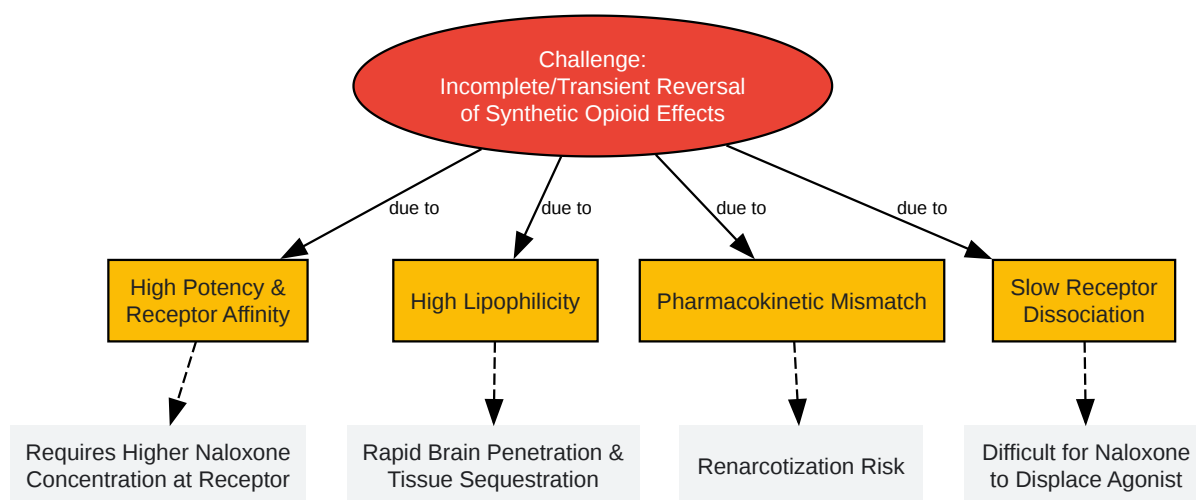 Challenge:
Incomplete/Transient Reversal
of Synthetic Opioid Effects
due to
due to
due to
due to
High Potency &
Receptor Affinity
High Lipophilicity
Pharmacokinetic Mismatch
Slow Receptor
Dissociation
Requires Higher Naloxone
Concentration at Receptor
Rapid Brain Penetration &
Tissue Sequestration
Renarcotization Risk
Difficult for Naloxone
to Displace Agonist